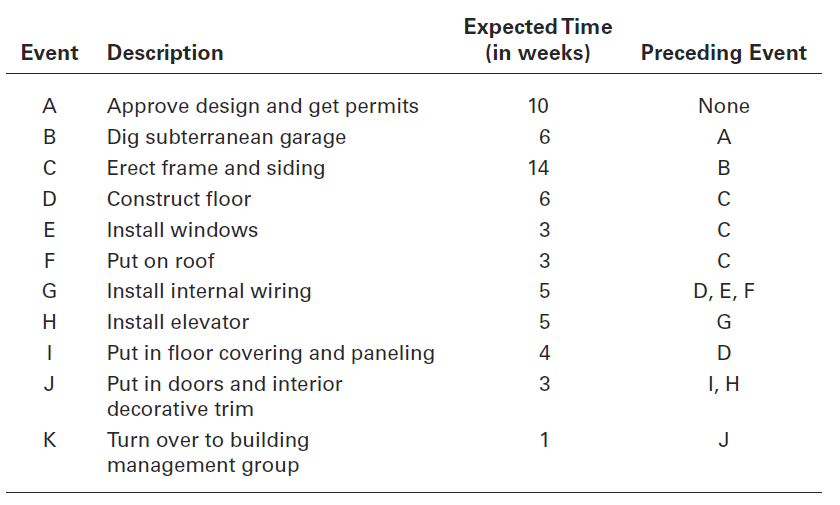 Expected Time
Event Description (in weeks) Preceding Event
A Approve design and get permits 10 None
B Dig subterranean garage 6 A
C Erect frame and siding 14 B
D Construct floor 6 C
E Install windows 3 C
F Put on roof 3 C
G Install internal wiring 5 D, E, F
H Install elevator 5 G
I Put in floor covering and paneling 4 D
J Put in doors and interior 3 I, H
decorative trim
K Turn over to building 1 J
management group